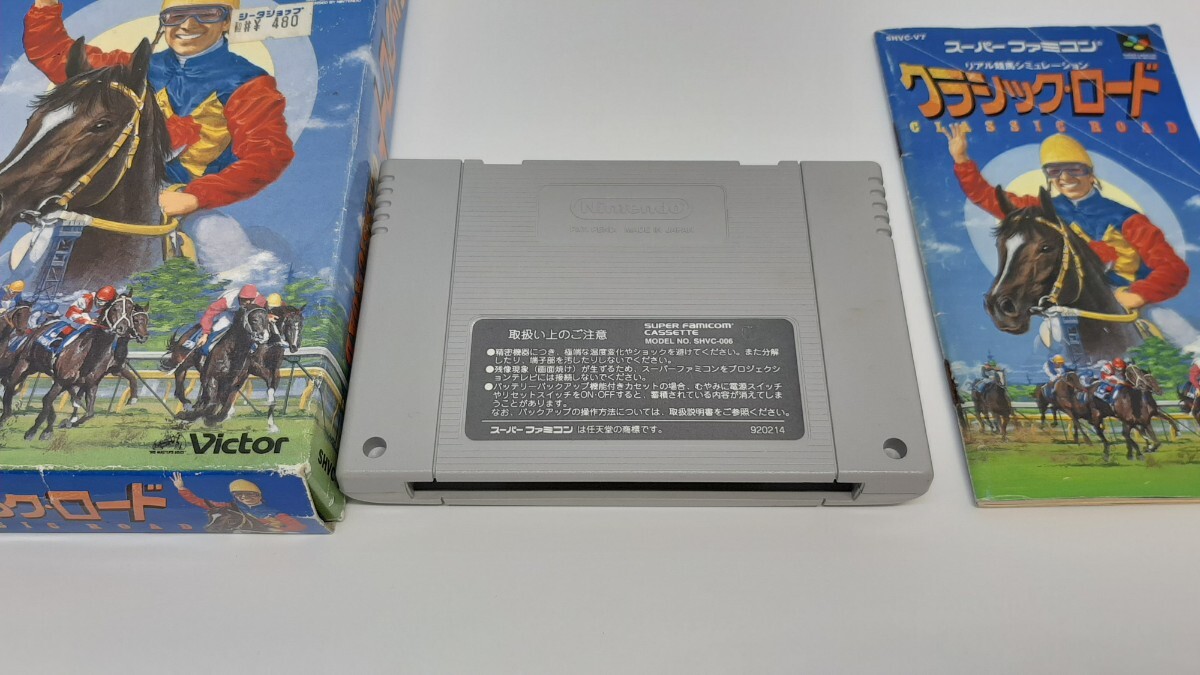 シータショップ
¥ 480
Victor
SHVC
ック・ロード
SSIC ROAD
Nintendo
MADE IN JAPAN
取扱い上のご注意
SUPER FAMICOM
CASSETTE
MODEL NO. SHVC-006
●精密機器につき、極端な温度変化やショックを避けてください。また分解
したり、端子部を汚したりしないでください。
●残像現象(画面焼け)が生ずるため、スーパーファミコンをプロジェクシ
ョンテレビには接続しないでください。
●バッテリーバックアップ機能付きカセットの場合、むやみに電源スイッチ
やリセットスイッチをON・OFFすると、蓄積されている内容が消えてしま
うことがあります。
なお、バックアップの操作方法については、取扱説明書をご参照ください。
スーパーファミコンは任天堂の商標です。
920214
SHVC-V7
スーパーファミコン
リアル競馬シミュレーション
クラシック・ロード
CLASSIC ROAD